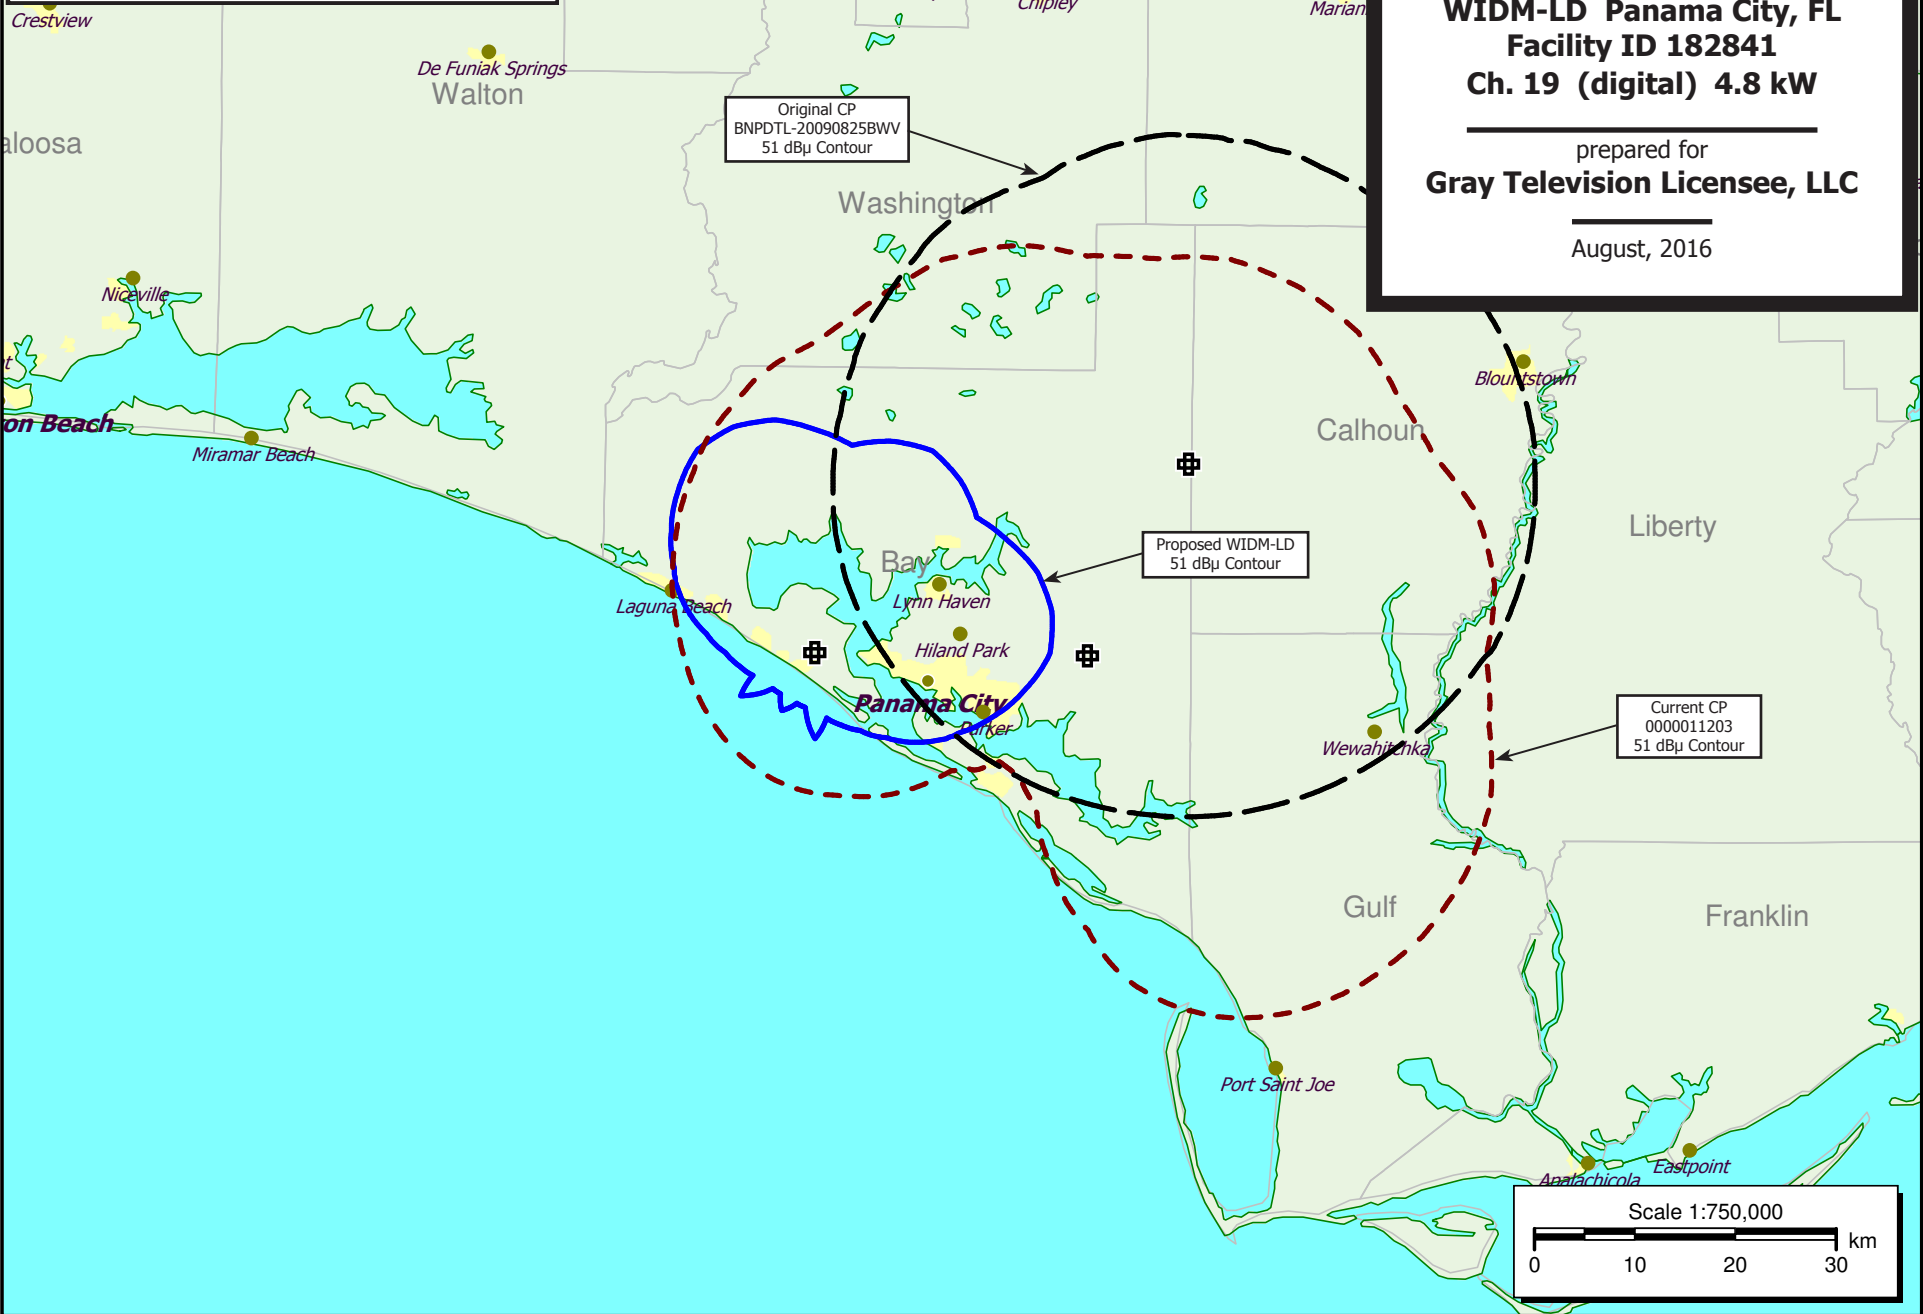 Crestview
Chipley
WIDM-LD Panama City, FL
Facility ID 182841
Ch. 19 (digital) 4.8 kW
prepared for
Gray Television Licensee, LLC
August, 2016
De Funiak Springs
Walton
Original CP
BNPDTL-20090825BWV
51 dBµ Contour
aloosa
Washington
Niceville
Blountstown
on Beach
Miramar Beach
Calhoun
Liberty
Proposed WIDM-LD
51 dBµ Contour
Bay
Lynn Haven
Laguna Beach
Hiland Park
Panama City
Parker
Wewahitchka
Current CP
0000011203
51 dBµ Contour
Gulf
Franklin
Port Saint Joe
Eastpoint
Apalachicola
Scale 1:750,000
km
0 10 20 30